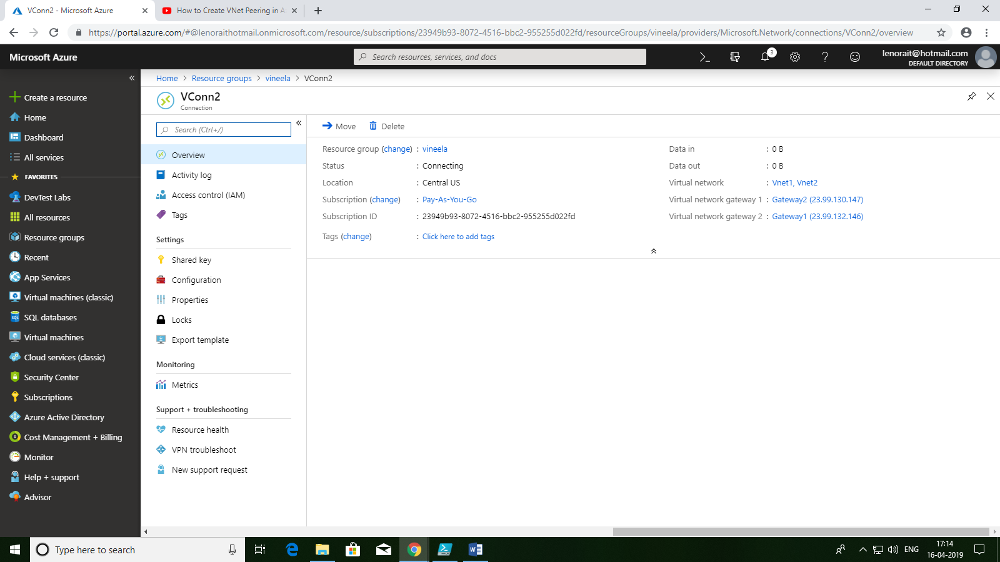 VConn2 - Microsoft Azure
How to Create VNet Peering in A
https://portal.azure.com/#@lenoraithotmail.onmicrosoft.com/resource/subscriptions/23949b93-8072-4516-bbc2-955255d022fd/resourceGroups/vineela/providers/Microsoft.Network/connections/VConn2/overview
Microsoft Azure
Search resources, services, and docs
3
lenorait@hotmail.com
DEFAULT DIRECTORY
Create a resource
Home
Dashboard
All services
FAVORITES
DevTest Labs
All resources
Resource groups
Recent
App Services
Virtual machines (classic)
SQL databases
Virtual machines
Cloud services (classic)
Security Center
Subscriptions
Azure Active Directory
Cost Management + Billing
Monitor
Help + support
Advisor
Home > Resource groups > vineela > VConn2
VConn2
Connection
Search (Ctrl+/)
Overview
Activity log
Access control (IAM)
Tags
Settings
Shared key
Configuration
Properties
Locks
Export template
Monitoring
Metrics
Support + troubleshooting
Resource health
VPN troubleshoot
New support request
Move Delete
Resource group (change) : vineela
Status : Connecting
Location : Central US
Subscription (change) : Pay-As-You-Go
Subscription ID : 23949b93-8072-4516-bbc2-955255d022fd
Tags (change) : Click here to add tags
Data in : 0 B
Data out : 0 B
Virtual network : Vnet1, Vnet2
Virtual network gateway 1 : Gateway2 (23.99.130.147)
Virtual network gateway 2 : Gateway1 (23.99.132.146)
Type here to search
ENG
17:14
16-04-2019